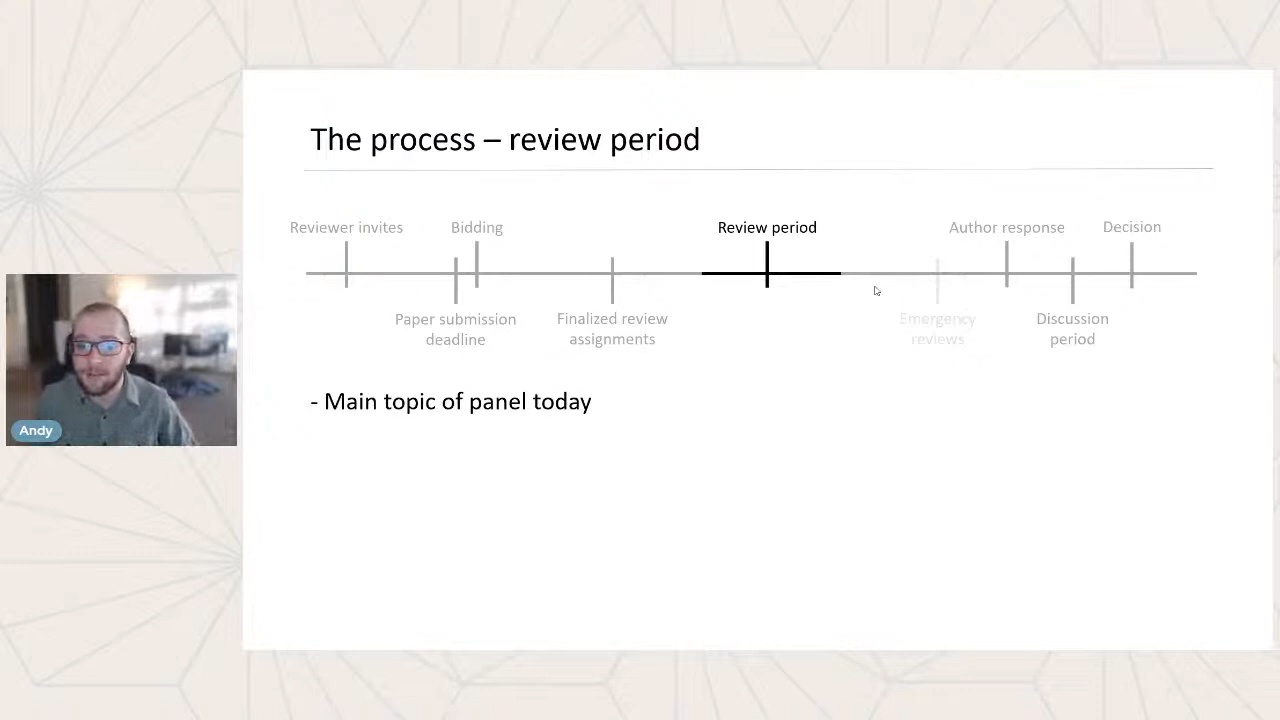 The process – review period
Reviewer invites
Bidding
Review period
Author response
Decision
Paper submission
deadline
Finalized review
assignments
Emergency
reviews
Discussion
period
- Main topic of panel today
Andy